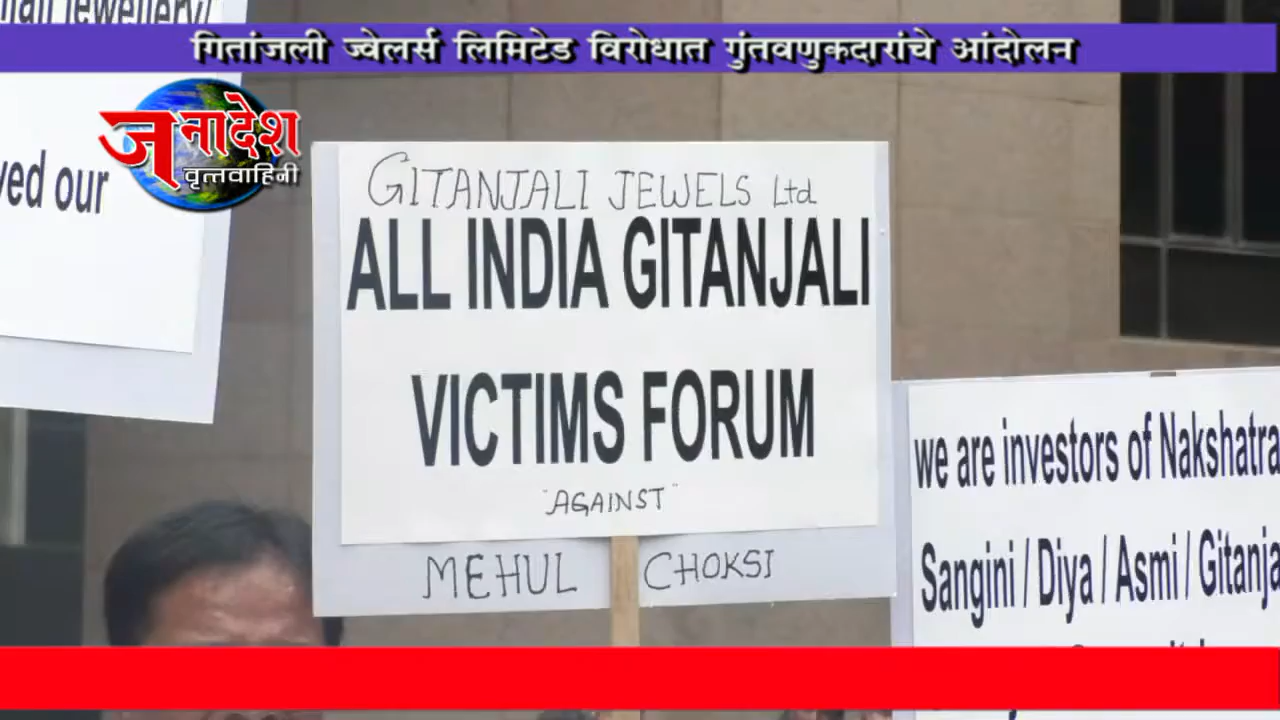 गितांजली ज्वेलर्स लिमिटेड विरोधात गुंतवणुकदारांचे आंदोलन
जनादेश
वृत्तवाहिनी
jewellery/
our
GITANJALI JEWELS Ltd
ALL INDIA GITANJALI
VICTIMS FORUM
"AGAINST"
MEHUL CHOKSI
we are investors of Nakshatra
Sangini / Diya / Asmi / Gitanja